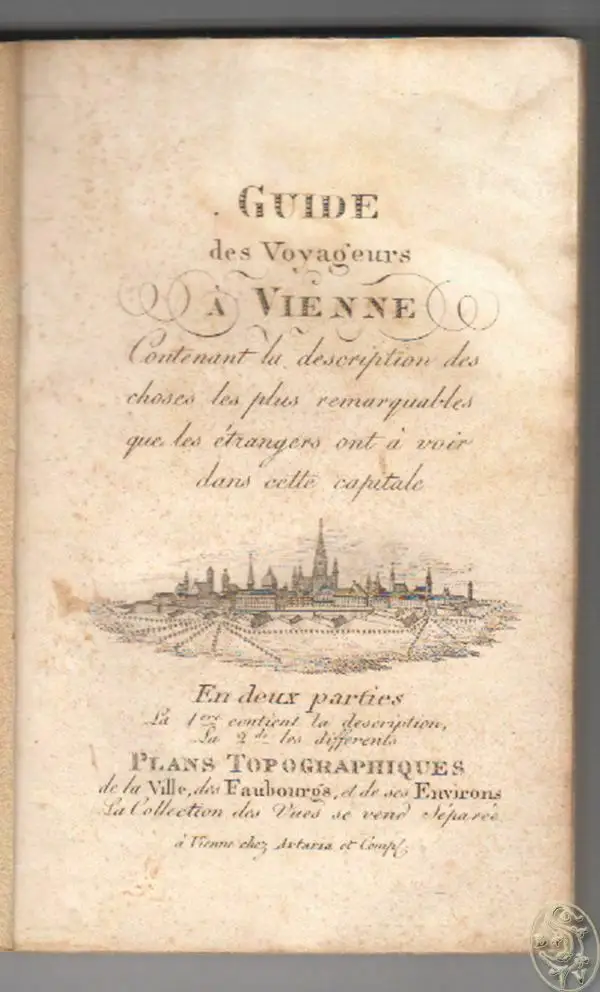 GUIDE
des Voyageurs
À VIENNE
Contenant la description des
choses les plus remarquables
que les étrangers ont à voir
dans cette capitale
En deux parties
La 1ere contient la description,
La 2de les differents
PLANS TOPOGRAPHIQUES
de la Ville, des Faubourgs, et de ses Environs
La Collection des Vues se vend Séparée
à Vienne chez Artaria et Comp.